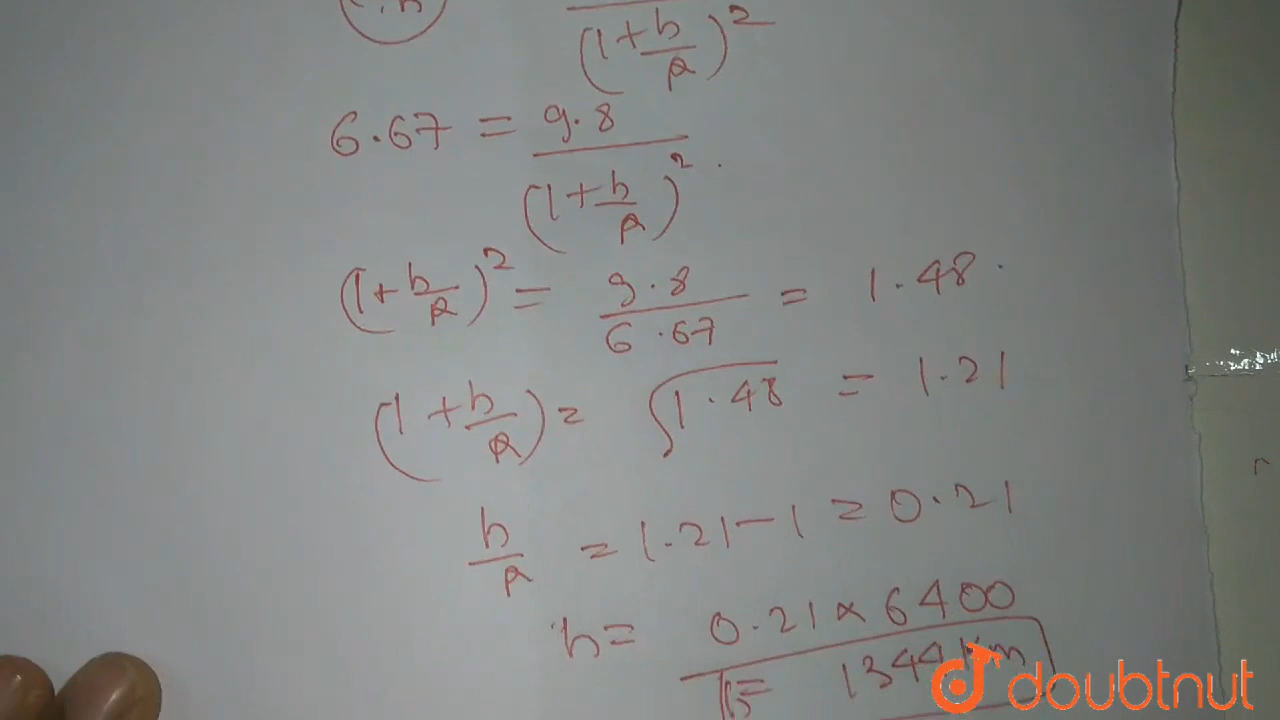 (1 + h/R)²
6.67 = 9.8 / (1 + h/R)² .
(1 + h/R)² = 9.8 / 6.67 = 1.48 .
(1 + h/R) = √1.48 = 1.21
h/R = 1.21 - 1 = 0.21
h = 0.21 × 6400
h = 1344 km
doubtnut